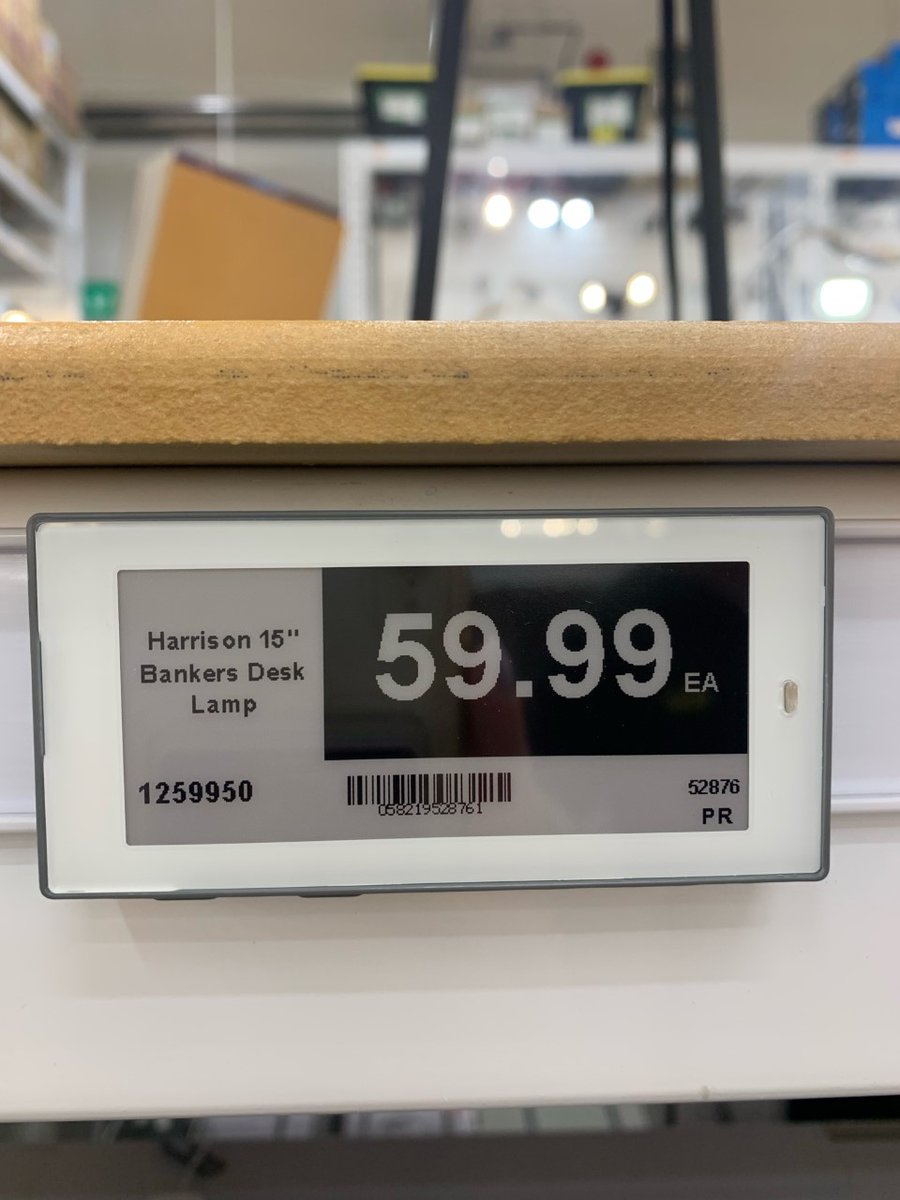 Harrison 15"
Bankers Desk
Lamp
59.99 EA
1259950
058219528761
52876
PR